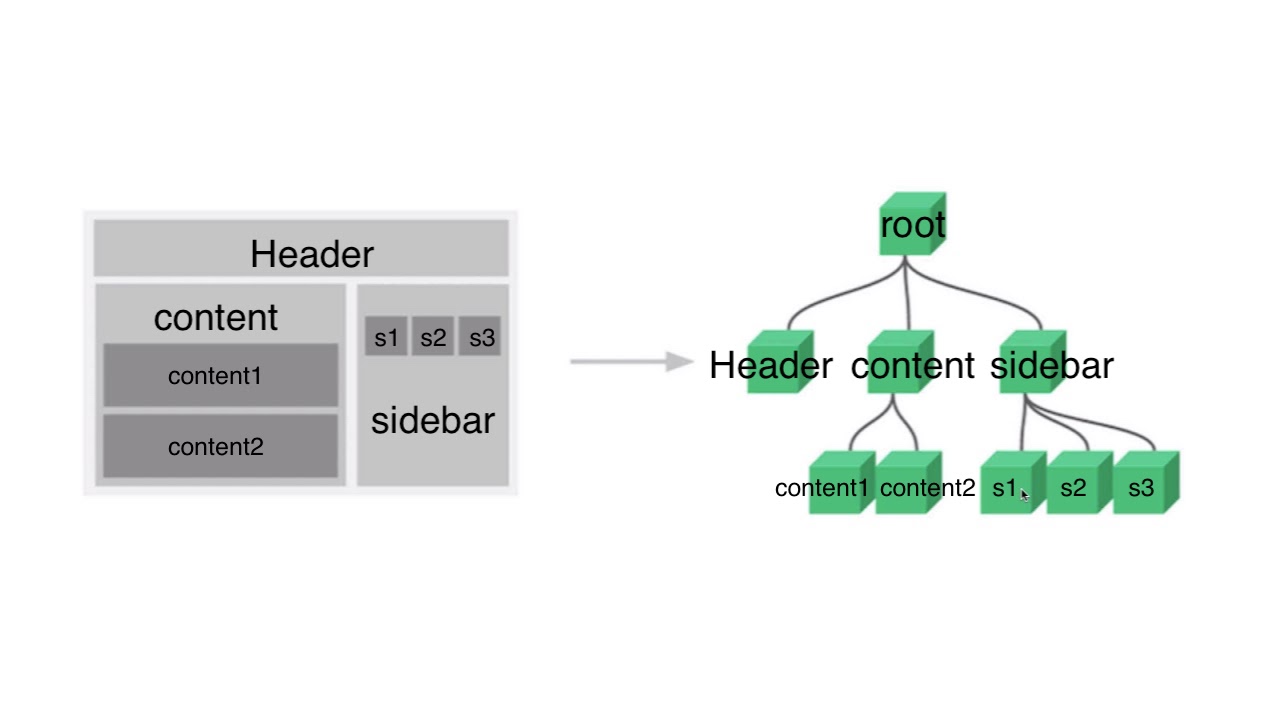 Header
content
content1
content2
s1 s2 s3
sidebar
root
Header content sidebar
content1 content2 s1 s2 s3